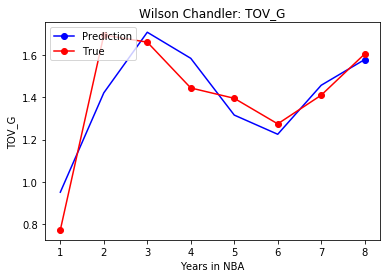 Wilson Chandler: TOV_G
Prediction
True
1.6
1.4
1.2
1.0
0.8
TOV_G
1 2 3 4 5 6 7 8
Years in NBA